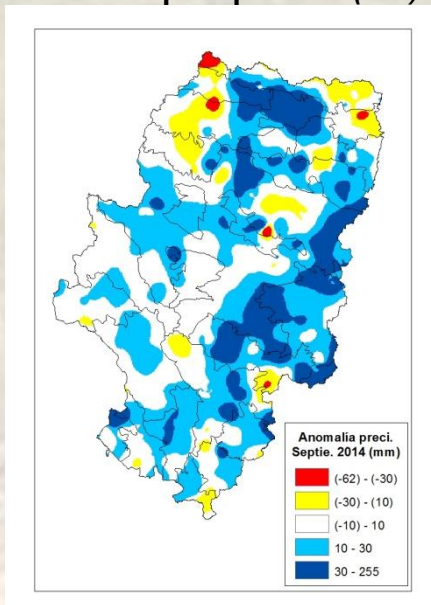 Anomalía preci.
Septie. 2014 (mm)
(-62) - (-30)
(-30) - (10)
(-10) - 10
10 - 30
30 - 255